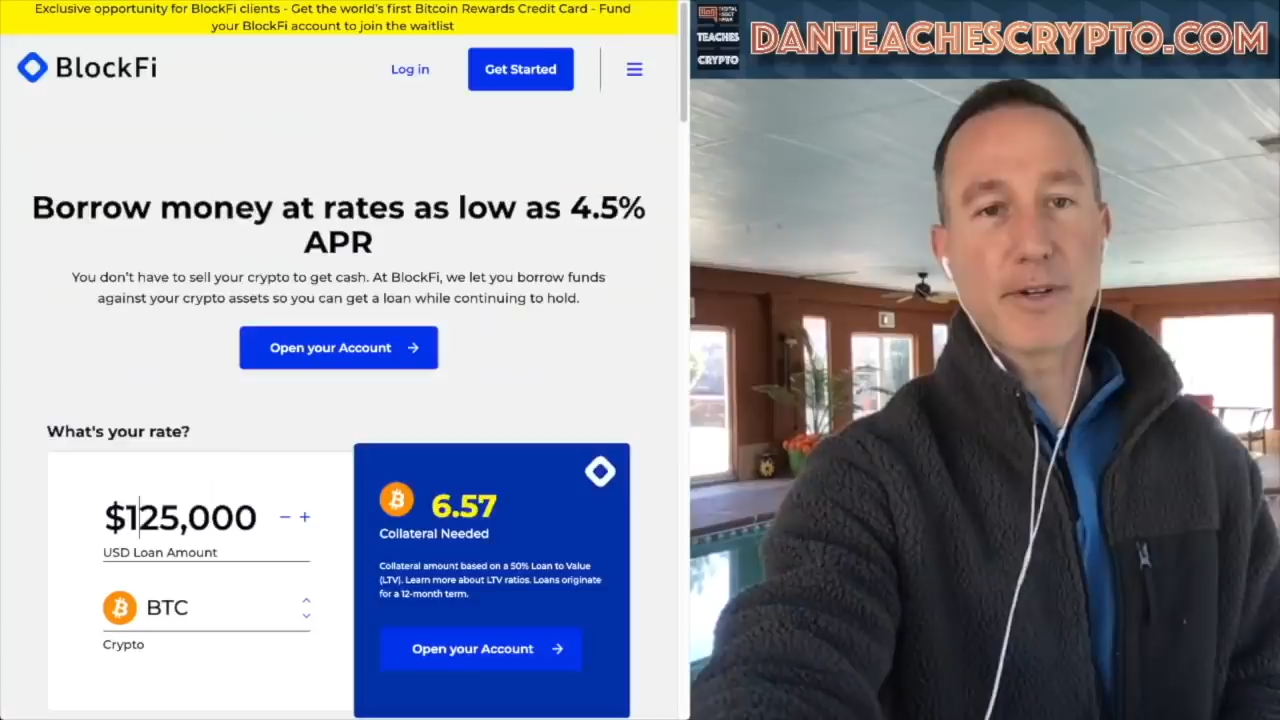 Exclusive opportunity for BlockFi clients - Get the world's first Bitcoin Rewards Credit Card - Fund
your BlockFi account to join the waitlist
BlockFi
Log in
Get Started
Borrow money at rates as low as 4.5%
APR
You don't have to sell your crypto to get cash. At BlockFi, we let you borrow funds
against your crypto assets so you can get a loan while continuing to hold.
Open your Account
What's your rate?
$125,000
USD Loan Amount
BTC
Crypto
6.57
Collateral Needed
Collateral amount based on a 50% Loan to Value
(LTV). Learn more about LTV ratios. Loans originate
for a 12-month term.
Open your Account
TEACHES
CRYPTO
DANTEACHESCRYPTO.COM